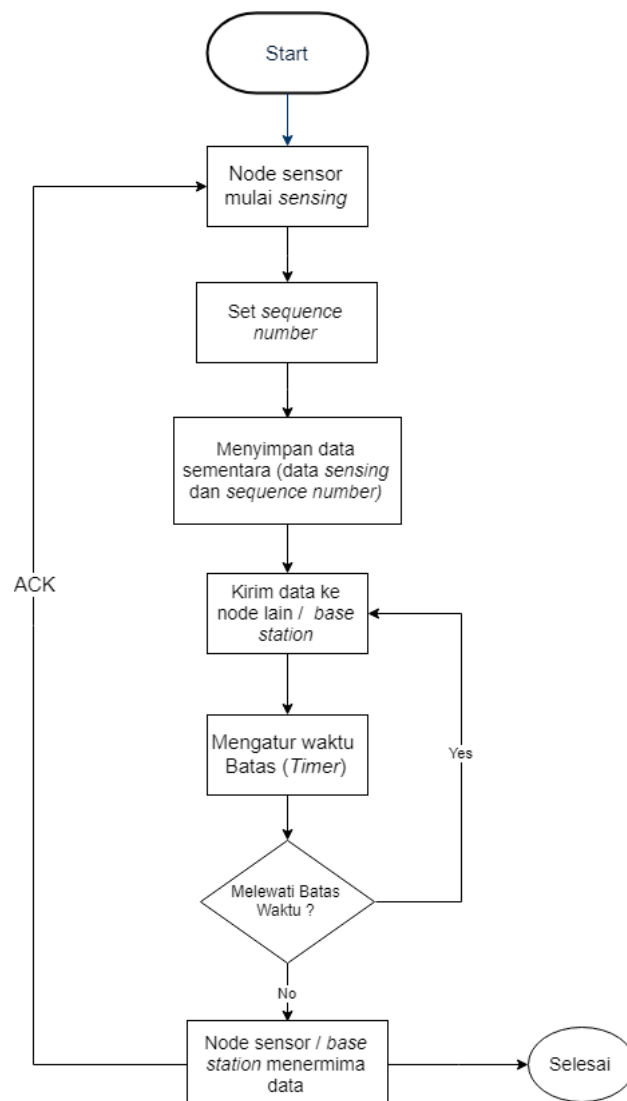 Start
Node sensor
mulai sensing
Set sequence
number
Menyimpan data
sementara (data sensing
dan sequence number)
ACK
Kirim data ke
node lain / base
station
Mengatur waktu
Batas (Timer)
Yes
Melewati Batas
Waktu ?
No
Node sensor / base
station menermima
data
Selesai